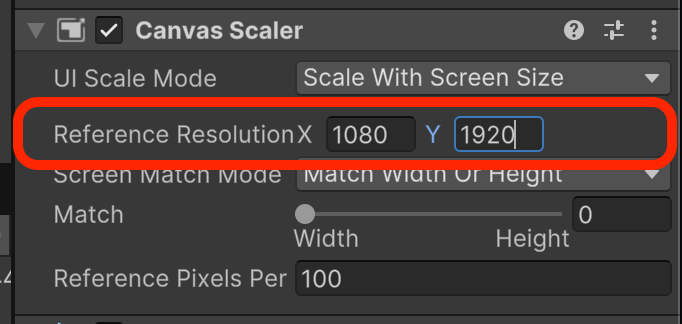 Canvas Scaler
UI Scale Mode Scale With Screen Size
Reference Resolution X 1080 Y 1920
Screen Match Mode Match Width Or Height
Match 0
Width Height
Reference Pixels Per 100